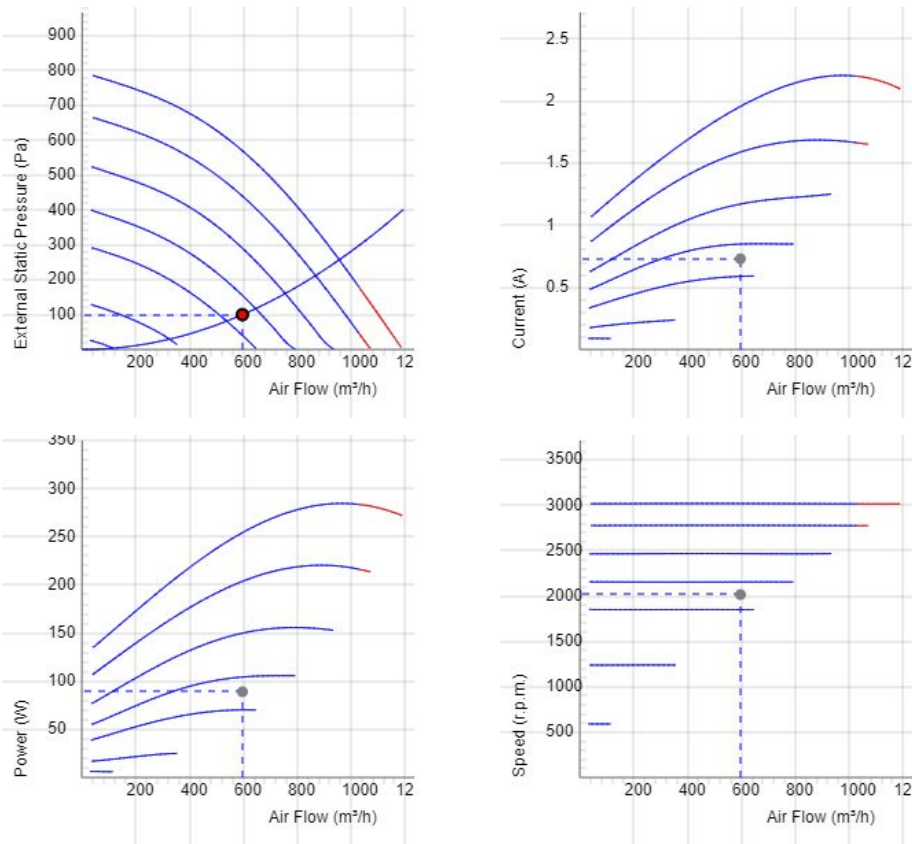 900
800
700
600
500
400
300
200
100
200 400 600 800 1000 12
Air Flow (m³/h)
External Static Pressure (Pa)
2.5
2
1.5
1
0.5
200 400 600 800 1000 12
Air Flow (m³/h)
Current (A)
350
300
250
200
150
100
50
200 400 600 800 1000 12
Air Flow (m³/h)
Power (W)
3500
3000
2500
2000
1500
1000
500
200 400 600 800 1000 12
Air Flow (m³/h)
Speed (r.p.m.)